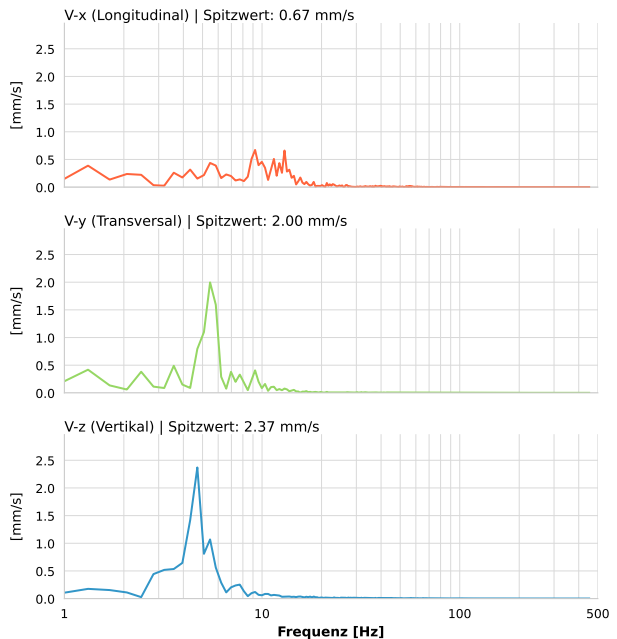 V-x (Longitudinal) | Spitzwert: 0.67 mm/s
2.5
2.0
1.5
1.0
0.5
0.0
[mm/s]
V-y (Transversal) | Spitzwert: 2.00 mm/s
2.5
2.0
1.5
1.0
0.5
0.0
[mm/s]
V-z (Vertikal) | Spitzwert: 2.37 mm/s
2.5
2.0
1.5
1.0
0.5
0.0
[mm/s]
1 10 100 500
Frequenz [Hz]